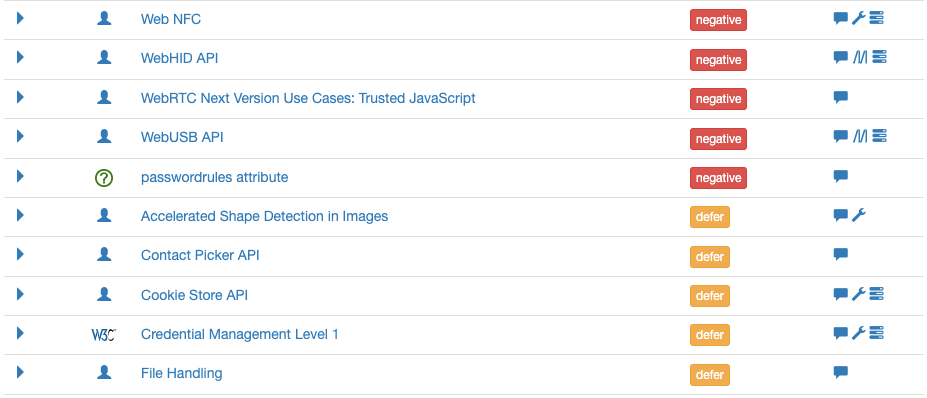 Web NFC negative
WebHID API negative
WebRTC Next Version Use Cases: Trusted JavaScript negative
WebUSB API negative
passwordrules attribute negative
Accelerated Shape Detection in Images defer
Contact Picker API defer
Cookie Store API defer
W3C Credential Management Level 1 defer
File Handling defer